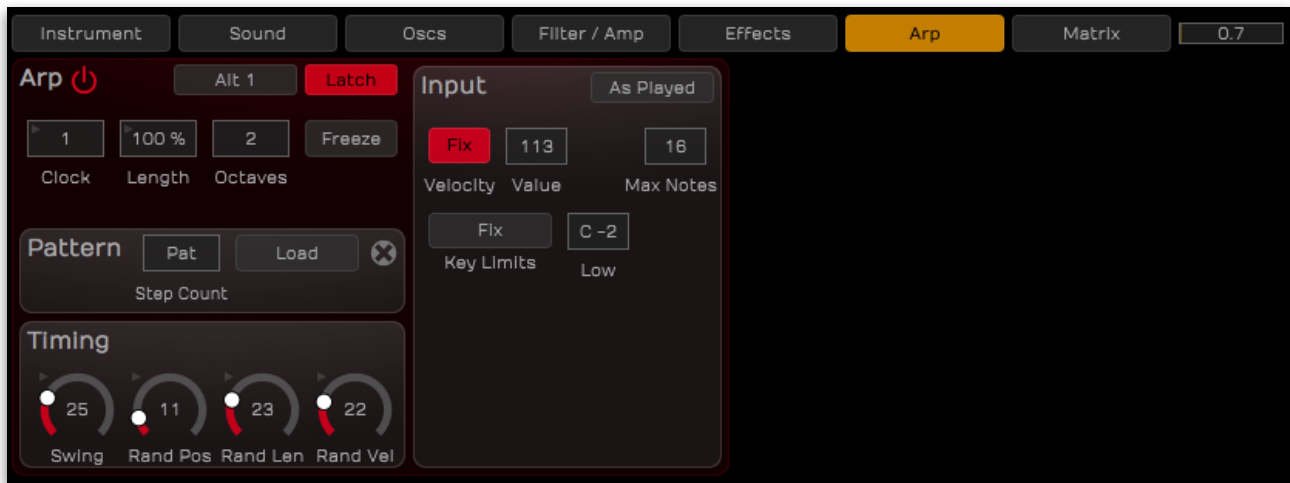 Instrument Sound Oscs Filter / Amp Effects Arp Matrix 0.7
Arp Alt 1 Latch
1 100 % 2 Freeze
Clock Length Octaves
Pattern Pat Load
Step Count
Timing
25 11 23 22
Swing Rand Pos Rand Len Rand Vel
Input As Played
Fix 113 16
Velocity Value Max Notes
Fix C -2
Key Limits Low